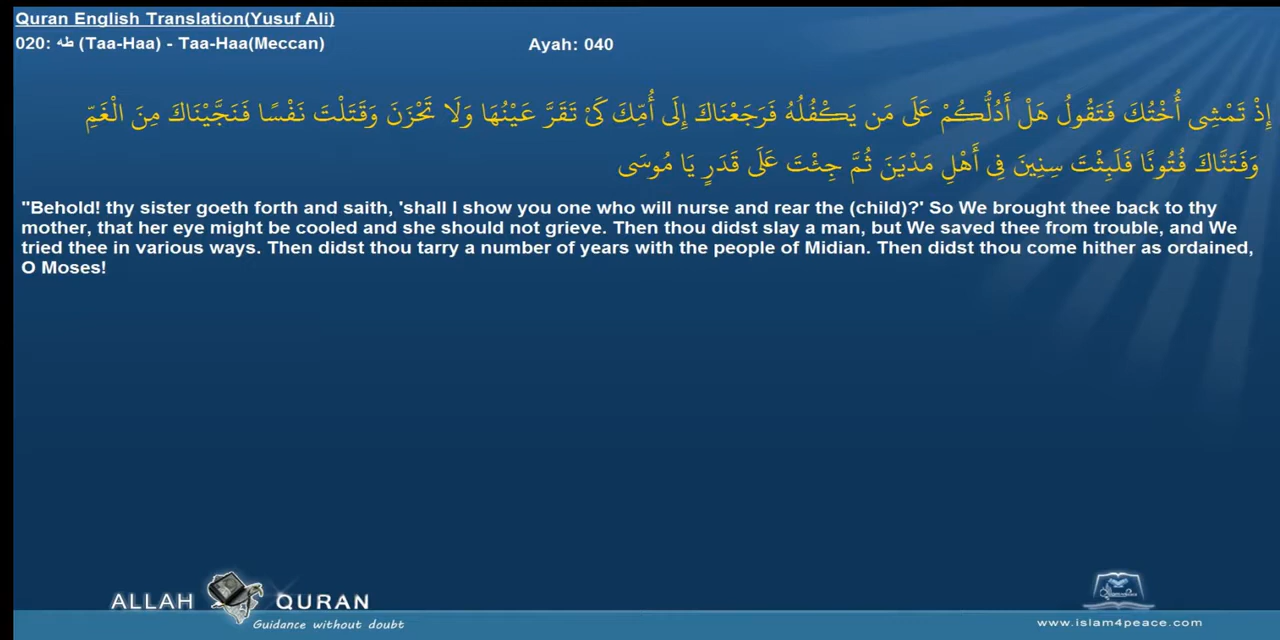 Quran English Translation(Yusuf Ali)
020: طه (Taa-Haa) - Taa-Haa(Meccan)
Ayah: 040
إِذْ تَمْشِى أُخْتُكَ فَتَقُولُ هَلْ أَدُلُّكُمْ عَلَى مَن يَكْفُلُهُ فَرَجَعْنَاكَ إِلَى أُمِّكَ كَىْ تَقَرَّ عَيْنُهَا وَلَا تَحْزَنَ وَقَتَلْتَ نَفْسًا فَنَجَّيْنَاكَ مِنَ الْغَمِّ
وَفَتَنَّاكَ فُتُونًا فَلَبِثْتَ سِنِينَ فِى أَهْلِ مَدْيَنَ ثُمَّ جِئْتَ عَلَى قَدَرٍ يَا مُوسَى
"Behold! thy sister goeth forth and saith, 'shall I show you one who will nurse and rear the (child)?' So We brought thee back to thy
mother, that her eye might be cooled and she should not grieve. Then thou didst slay a man, but We saved thee from trouble, and We
tried thee in various ways. Then didst thou tarry a number of years with the people of Midian. Then didst thou come hither as ordained,
O Moses!
ALLAH QURAN
Guidance without doubt
www.islam4peace.com